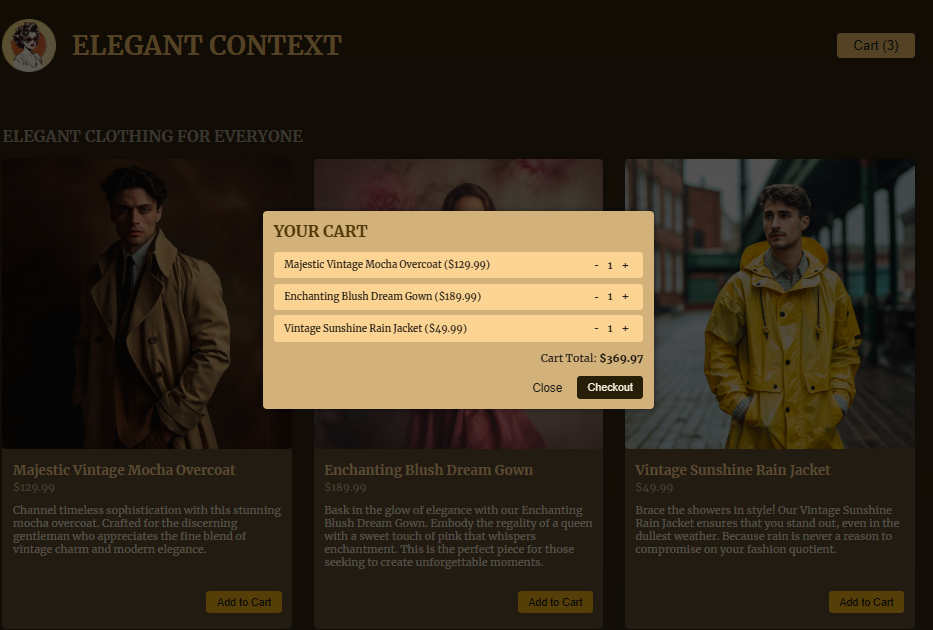 ELEGANT CONTEXT
Cart (3)
ELEGANT CLOTHING FOR EVERYONE
YOUR CART
Majestic Vintage Mocha Overcoat ($129.99) - 1 +
Enchanting Blush Dream Gown ($189.99) - 1 +
Vintage Sunshine Rain Jacket ($49.99) - 1 +
Cart Total: $369.97
Close Checkout
Majestic Vintage Mocha Overcoat
$129.99
Channel timeless sophistication with this stunning
mocha overcoat. Crafted for the discerning
gentleman who appreciates the fine blend of
vintage charm and modern elegance.
Add to Cart
Enchanting Blush Dream Gown
$189.99
Bask in the glow of elegance with our Enchanting
Blush Dream Gown. Embody the regality of a queen
with a sweet touch of pink that whispers
enchantment. This is the perfect piece for those
seeking to create unforgettable moments.
Add to Cart
Vintage Sunshine Rain Jacket
$49.99
Brace the showers in style! Our Vintage Sunshine
Rain Jacket ensures that you stand out, even in the
dullest weather. Because rain is never a reason to
compromise on your fashion quotient.
Add to Cart